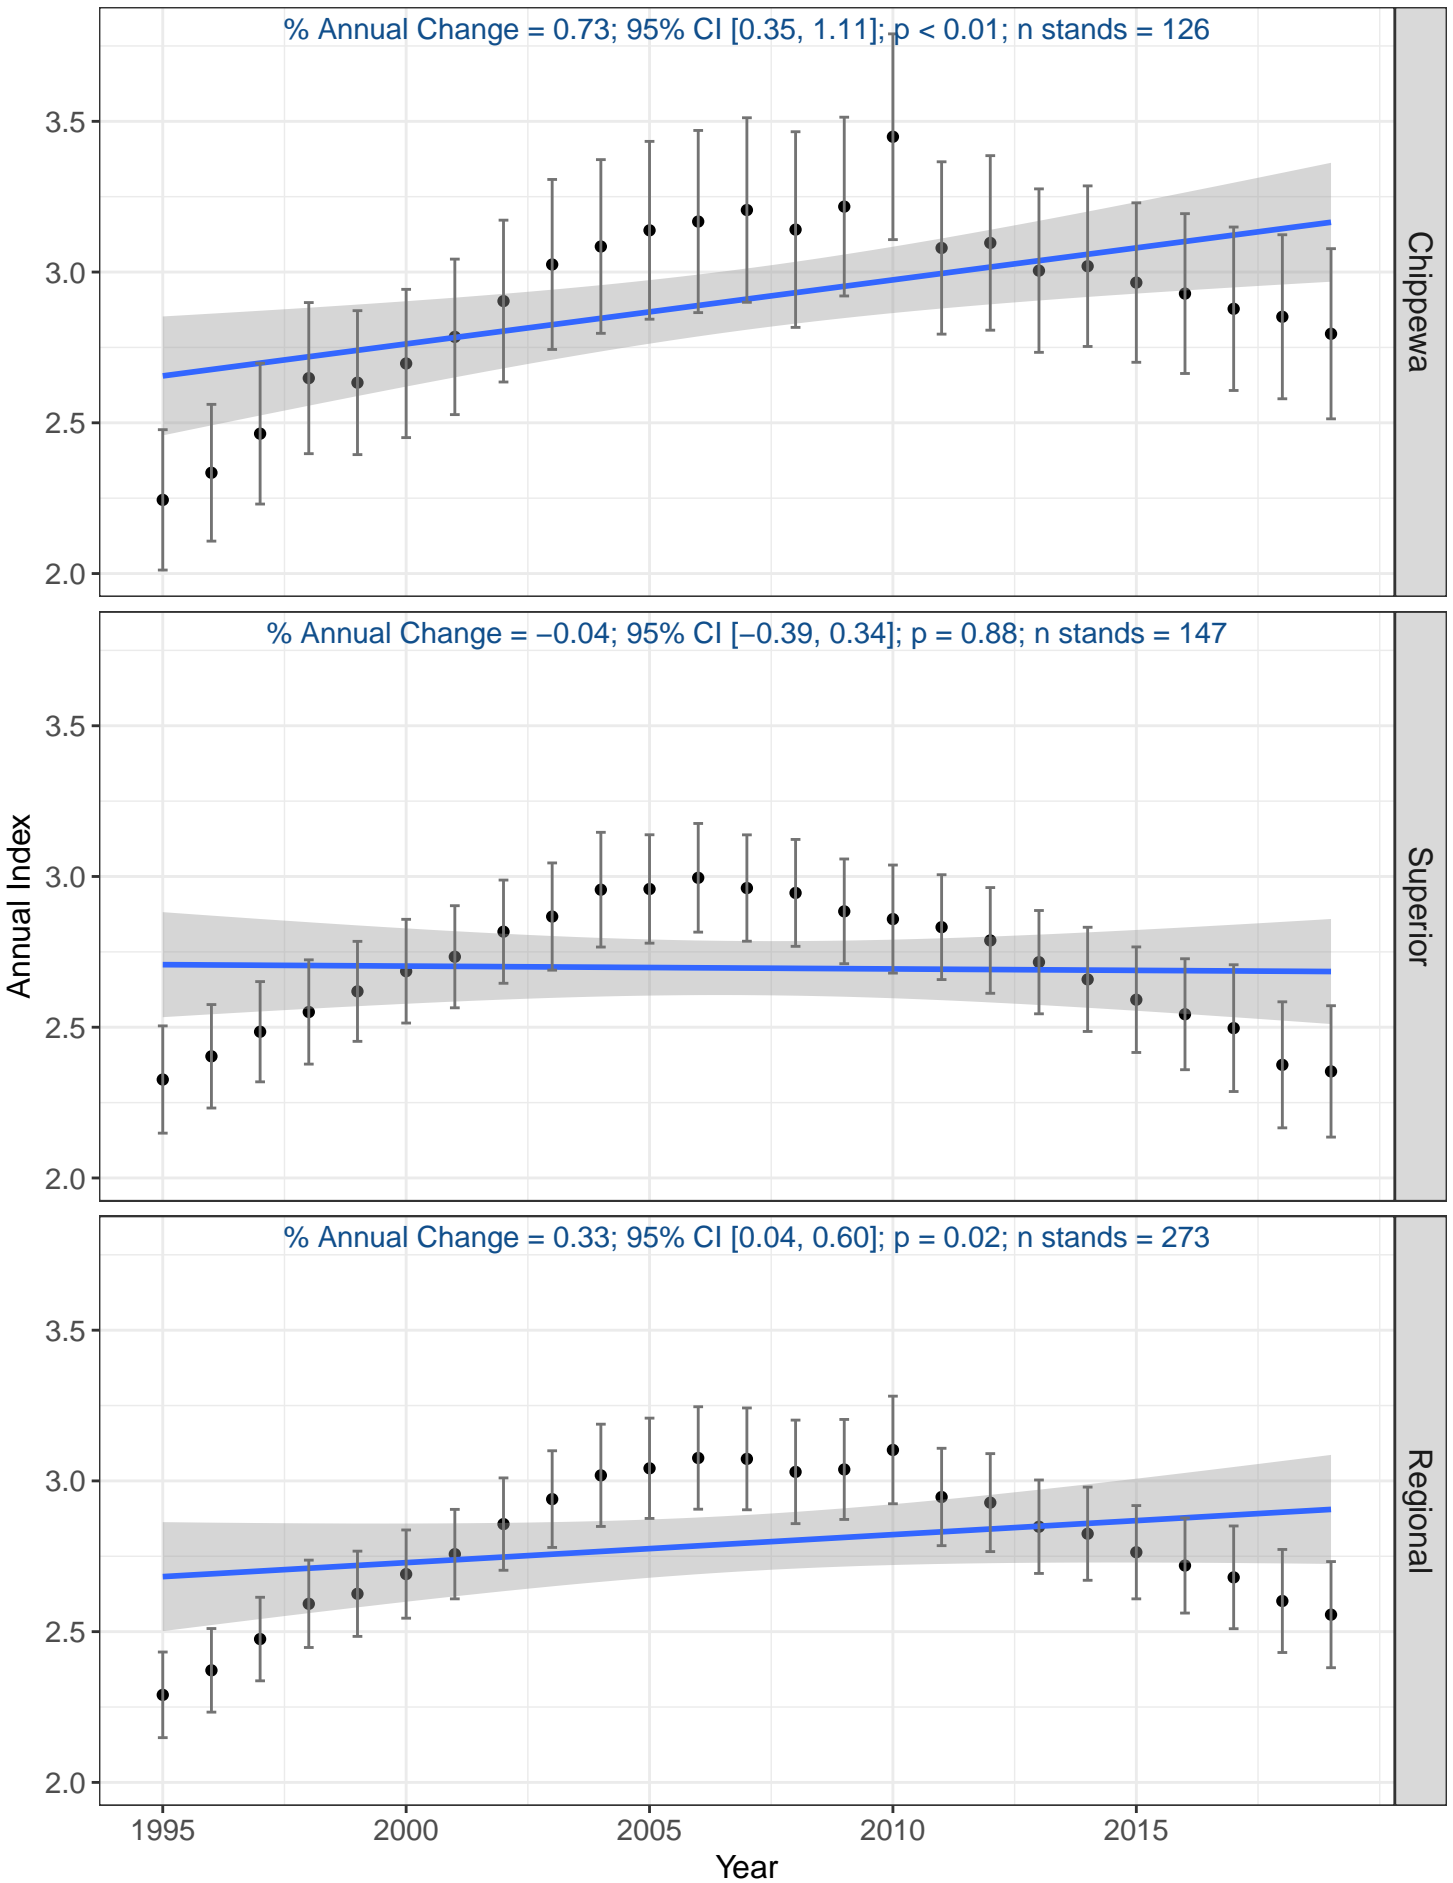 % Annual Change = 0.73; 95% CI [0.35, 1.11]; p < 0.01; n stands = 126
3.5
3.0
2.5
2.0
Chippewa
% Annual Change = −0.04; 95% CI [−0.39, 0.34]; p = 0.88; n stands = 147
3.5
3.0
2.5
2.0
Superior
Annual Index
% Annual Change = 0.33; 95% CI [0.04, 0.60]; p = 0.02; n stands = 273
3.5
3.0
2.5
2.0
Regional
1995 2000 2005 2010 2015
Year